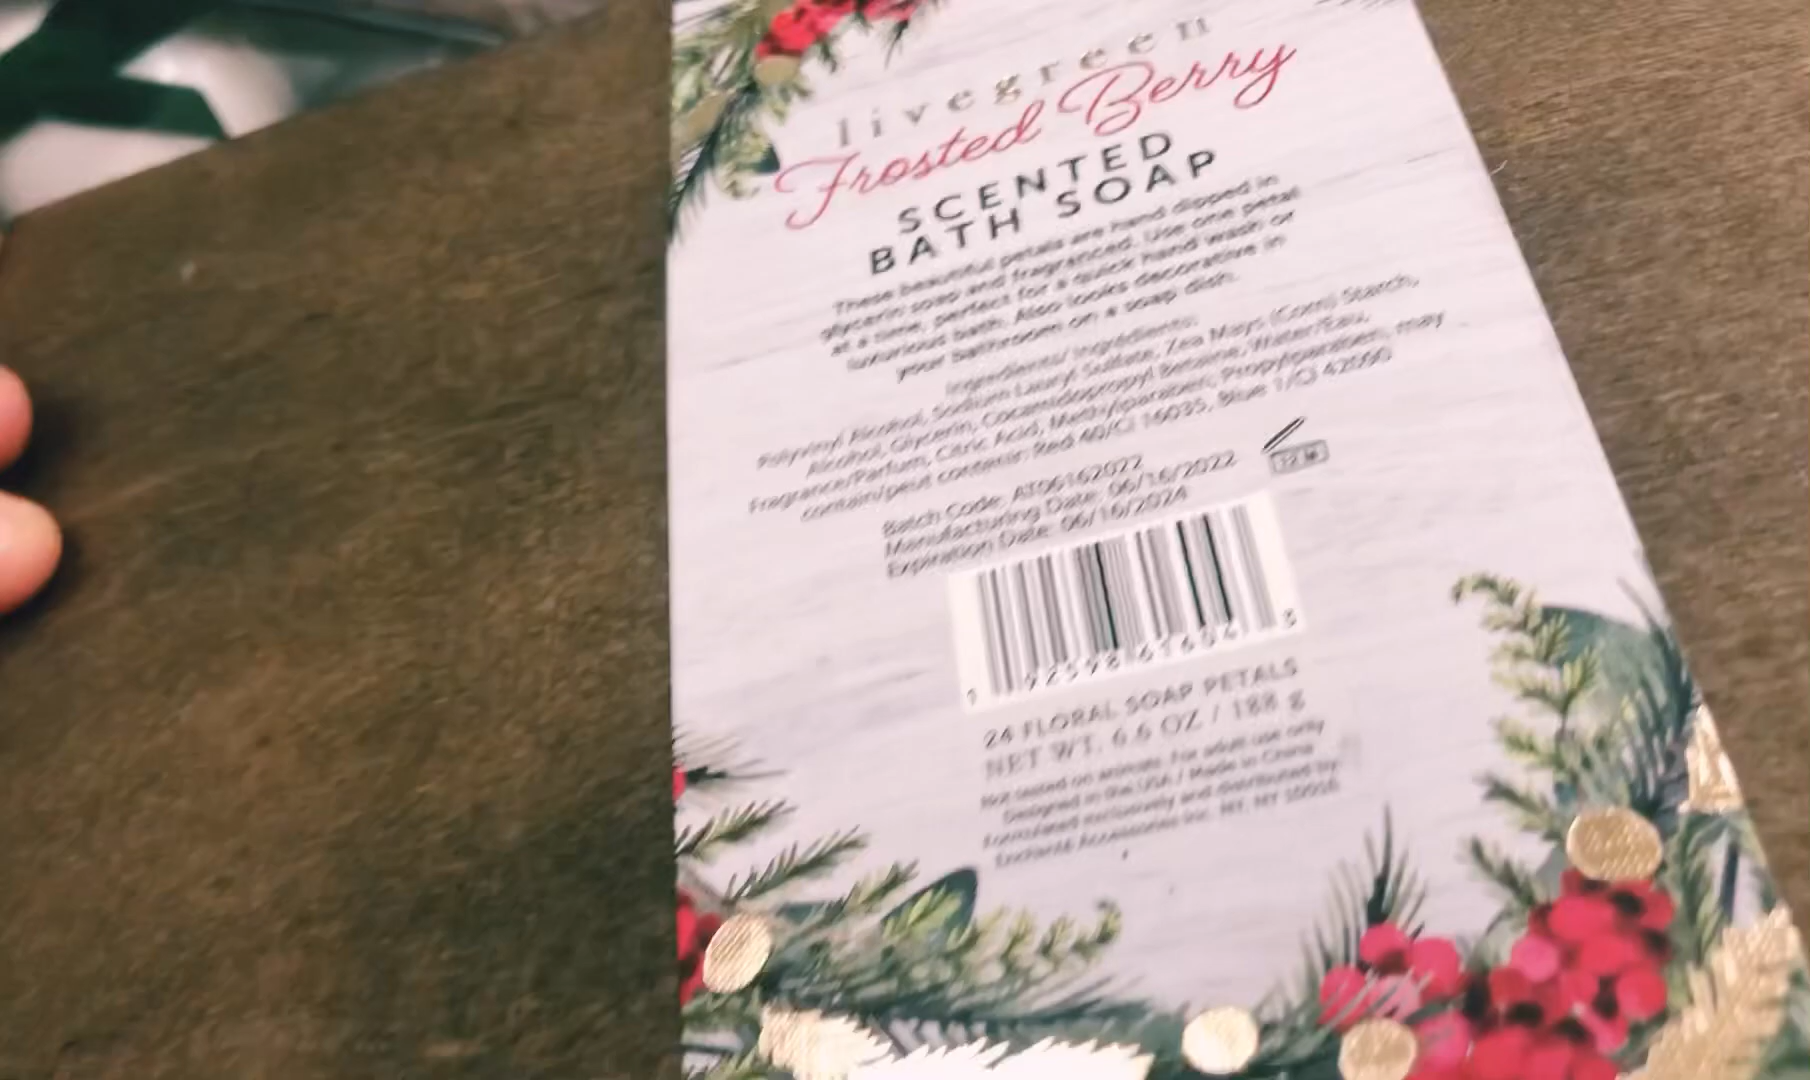 livegreen
Frosted Berry
SCENTED
BATH SOAP
These beautiful petals are hand dipped in
glycerin soap and fragranced. Use one petal
at a time, perfect for a quick hand wash or
luxurious bath. Also looks decorative in
your bathroom on a soap dish.
Ingredients/ Ingrédients:
Polyvinyl Alcohol, Sodium Lauryl Sulfate, Zea Mays (Corn) Starch,
Alcohol, Glycerin, Cocamidopropyl Betaine, Water/Eau,
Fragrance/Parfum, Citric Acid, Methylparaben, Propylparaben, may
contain/peut contenir: Red 40/CI 16035, Blue 1/CI 42090
Batch Code: AT06162022
Manufacturing Date: 06/16/2022
Expiration Date: 06/16/2024
12 M
24 FLORAL SOAP PETALS
NET WT. 6.6 OZ / 188 g
Not tested on animals. For adult use only
Designed in the USA / Made in China
Formulated exclusively and distributed by:
Enchanté Accessories Inc. NY, NY 10016